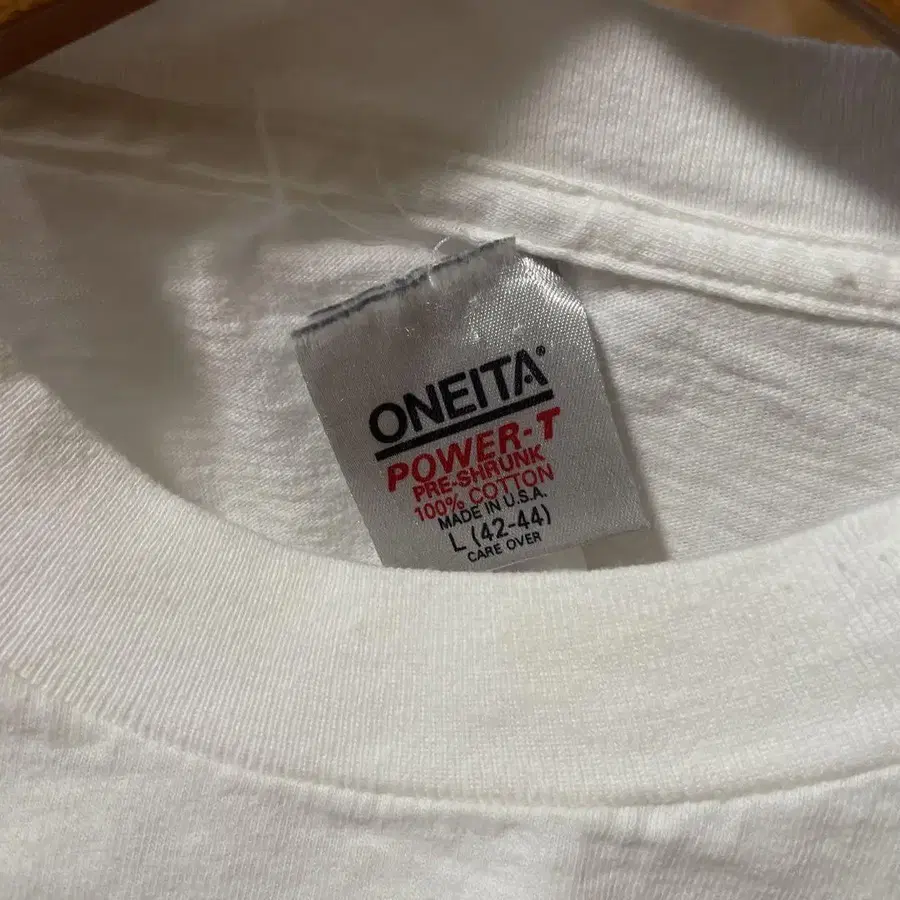 ONEITA®
POWER-T
PRE-SHRUNK
100% COTTON
MADE IN U.S.A.
L (42-44)
CARE OVER